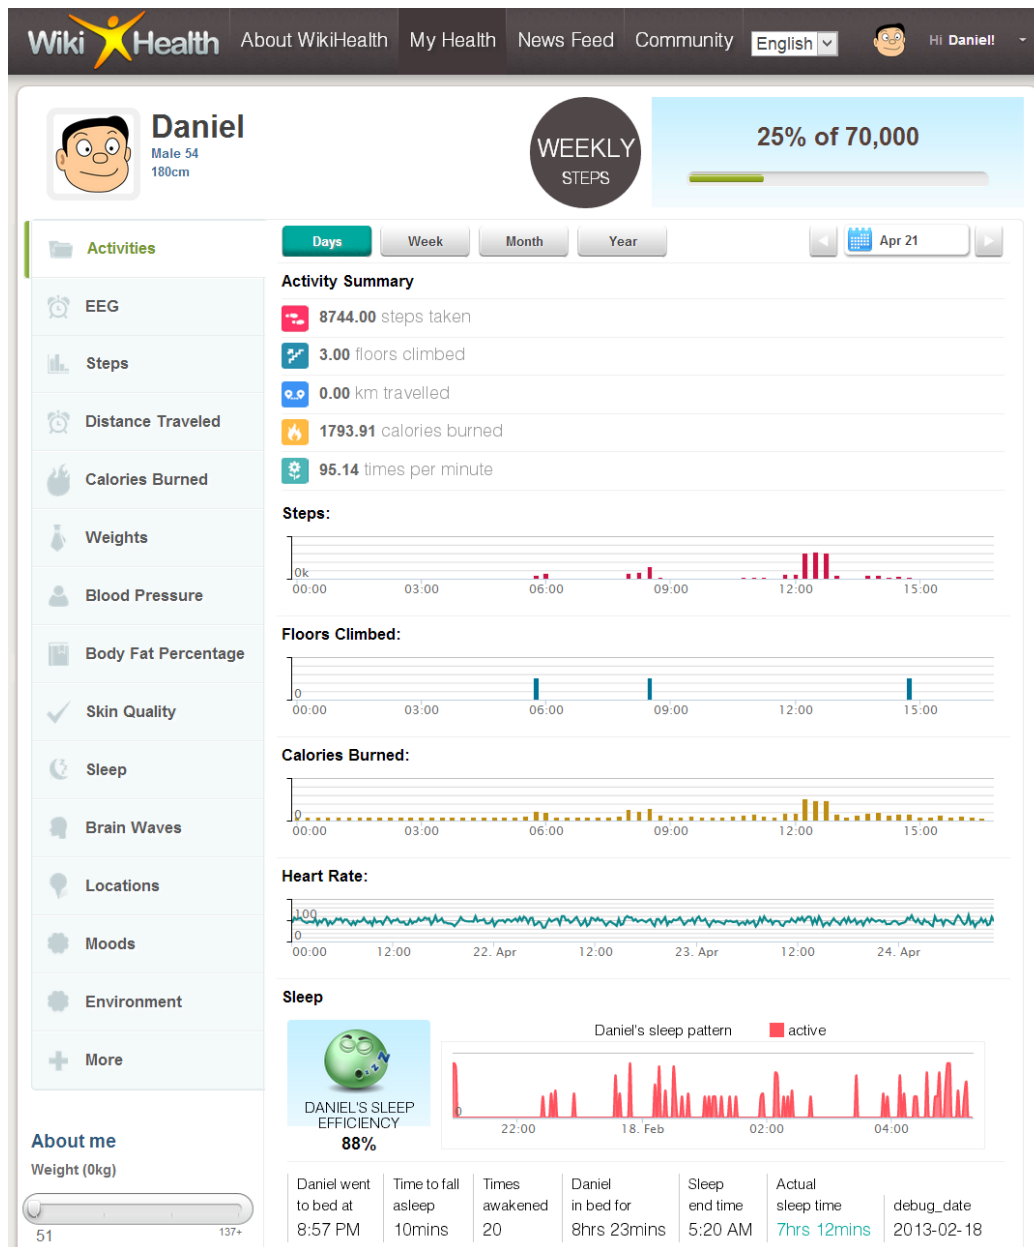 Wiki Health
About WikiHealth
My Health
News Feed
Community
English
Hi Daniel!
Daniel
Male 54
180cm
WEEKLY
STEPS
25% of 70,000
Activities
EEG
Steps
Distance Traveled
Calories Burned
Weights
Blood Pressure
Body Fat Percentage
Skin Quality
Sleep
Brain Waves
Locations
Moods
Environment
More
About me
Weight (0kg)
51
137+
Days
Week
Month
Year
Apr 21
Activity Summary
8744.00 steps taken
3.00 floors climbed
0.00 km travelled
1793.91 calories burned
95.14 times per minute
Steps:
0k
00:00 03:00 06:00 09:00 12:00 15:00
Floors Climbed:
0
00:00 03:00 06:00 09:00 12:00 15:00
Calories Burned:
0
00:00 03:00 06:00 09:00 12:00 15:00
Heart Rate:
100
0
00:00 12:00 22. Apr 12:00 23. Apr 12:00 24. Apr
Sleep
DANIEL'S SLEEP
EFFICIENCY
88%
Daniel's sleep pattern
active
0
22:00 18. Feb 02:00 04:00
Daniel went
to bed at
8:57 PM
Time to fall
asleep
10mins
Times
awakened
20
Daniel
in bed for
8hrs 23mins
Sleep
end time
5:20 AM
Actual
sleep time
7hrs 12mins
debug_date
2013-02-18